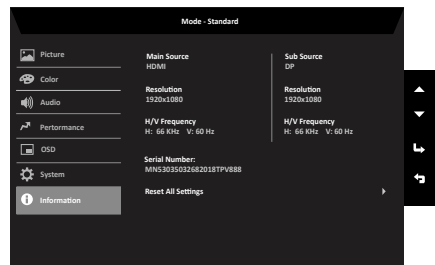 Mode - Standard
Picture
Color
Audio
Pertormance
OSD
System
Information
Main Source
HDMI
Resolution
1920x1080
H/V Frequency
H: 66 KHz V: 60 Hz
Sub Source
DP
Resolution
1920x1080
H/V Frequency
H: 66 KHz V: 60 Hz
Serial Number:
MN53035032682018TPV888
Reset All Settings